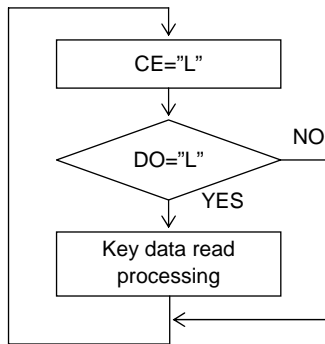 CE=”L”
DO=”L”
NO
YES
Key data read
processing